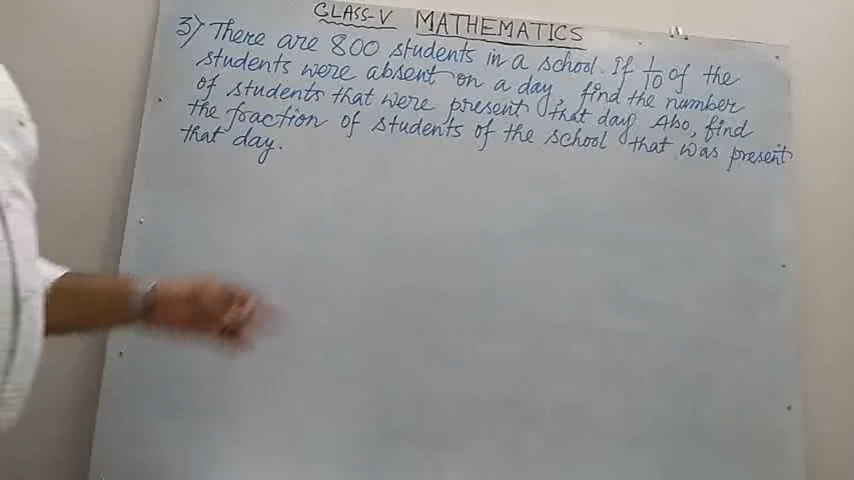 CLASS-V MATHEMATICS
3) There are 800 students in a school. If 1/10 of the
students were absent on a day, find the number
of students that were present that day. Also, find
the fraction of students of the school that was present
that day.